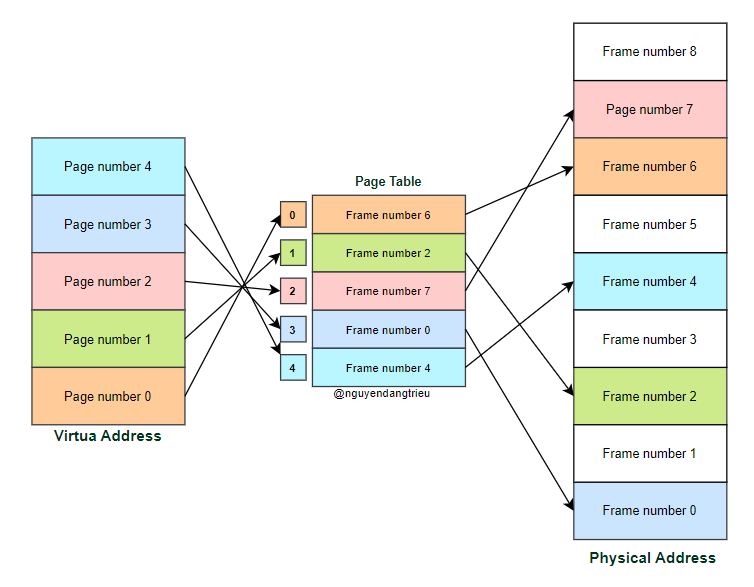 Page number 4
Page number 3
Page number 2
Page number 1
Page number 0
Virtua Address
Page Table
0
Frame number 6
1
Frame number 2
2
Frame number 7
3
Frame number 0
4
Frame number 4
@nguyendangtrieu
Frame number 8
Page number 7
Frame number 6
Frame number 5
Frame number 4
Frame number 3
Frame number 2
Frame number 1
Frame number 0
Physical Address